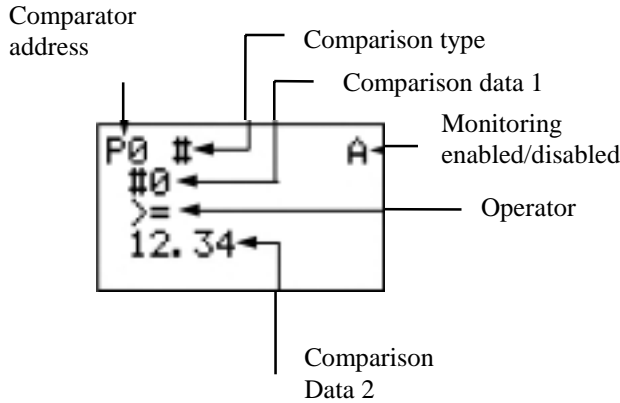 Comparator
address
Comparison type
Comparison data 1
Monitoring
enabled/disabled
P0 # A
#0
>=
Operator
12.34
Comparison
Data 2